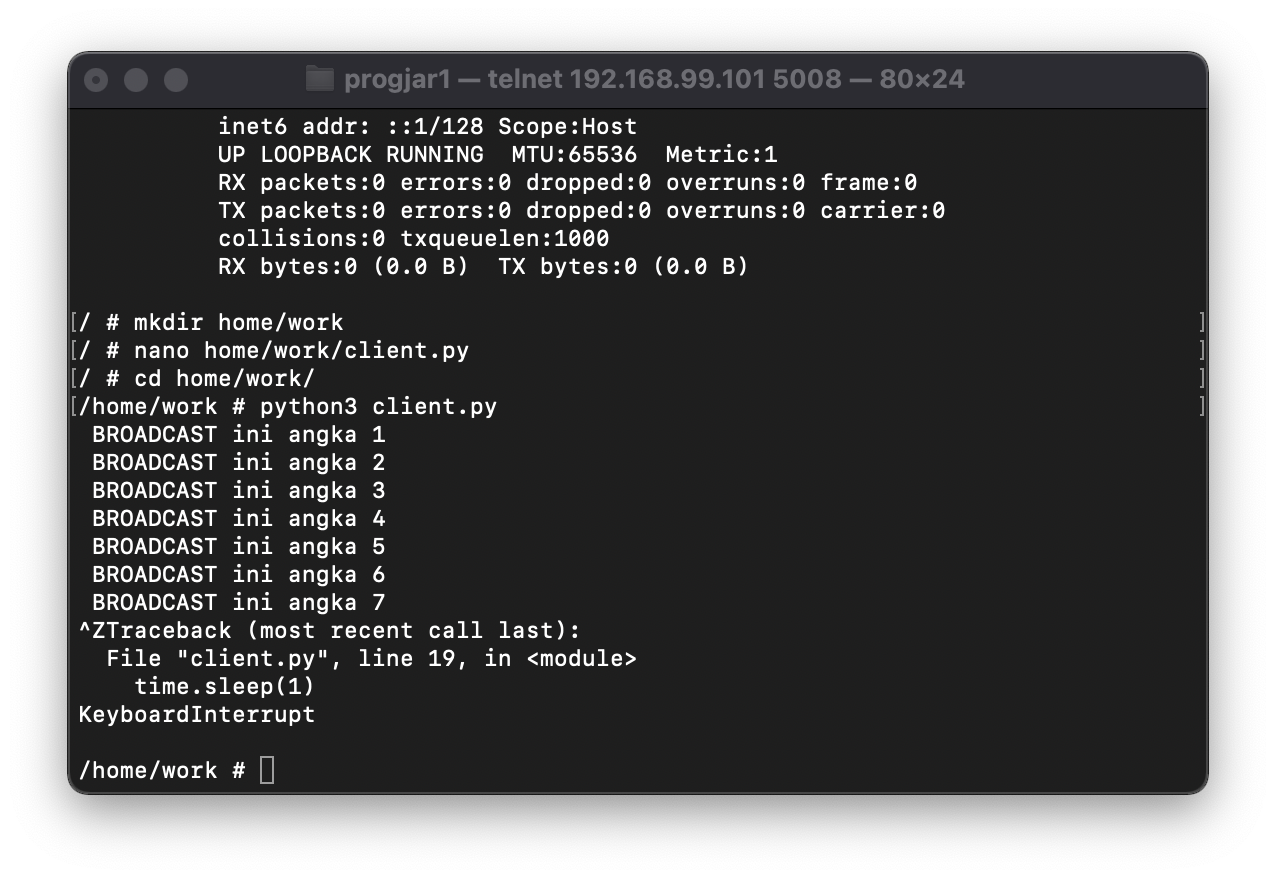 progjar1 — telnet 192.168.99.101 5008 — 80×24
inet6 addr: ::1/128 Scope:Host
UP LOOPBACK RUNNING  MTU:65536  Metric:1
RX packets:0 errors:0 dropped:0 overruns:0 frame:0
TX packets:0 errors:0 dropped:0 overruns:0 carrier:0
collisions:0 txqueuelen:1000
RX bytes:0 (0.0 B)  TX bytes:0 (0.0 B)
[/ # mkdir home/work ]
[/ # nano home/work/client.py ]
[/ # cd home/work/ ]
[/home/work # python3 client.py ]
BROADCAST ini angka 1
BROADCAST ini angka 2
BROADCAST ini angka 3
BROADCAST ini angka 4
BROADCAST ini angka 5
BROADCAST ini angka 6
BROADCAST ini angka 7
^ZTraceback (most recent call last):
  File "client.py", line 19, in <module>
    time.sleep(1)
KeyboardInterrupt
/home/work #